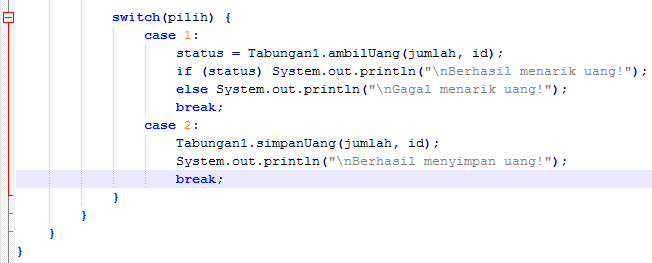 switch(pilih) {
case 1:
status = Tabungan1.ambilUang(jumlah, id);
if (status) System.out.println("\nBerhasil menarik uang!");
else System.out.println("\nGagal menarik uang!");
break;
case 2:
Tabungan1.simpanUang(jumlah, id);
System.out.println("\nBerhasil menyimpan uang!");
break;
}
}
}
}